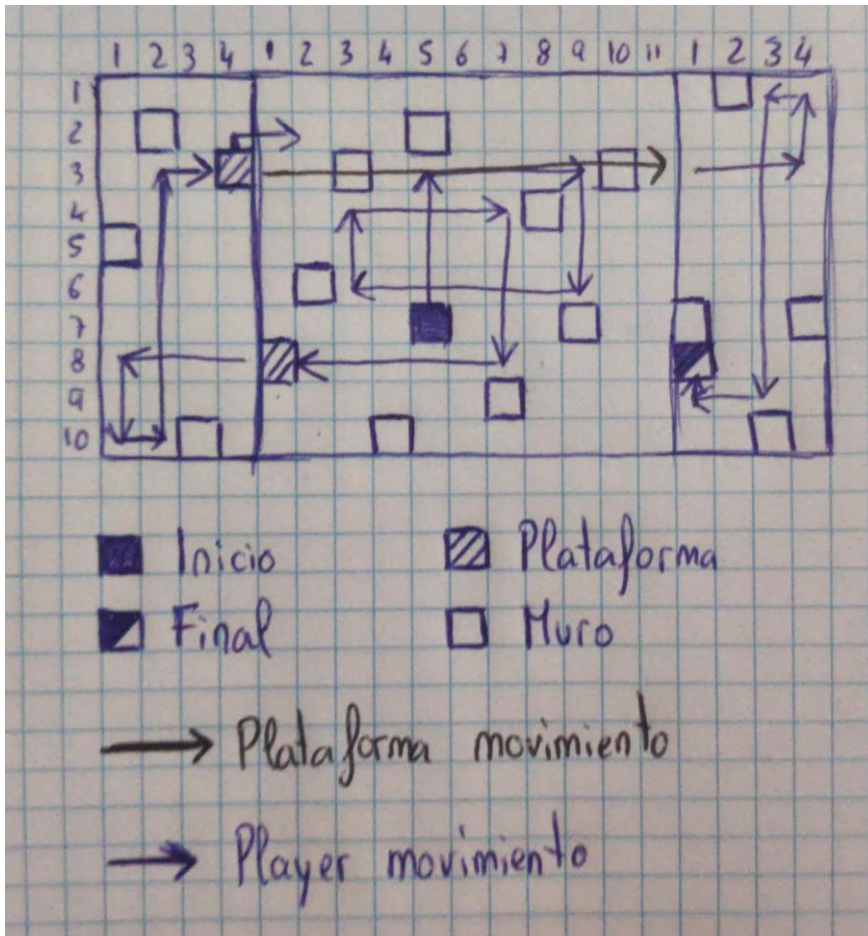 1 2 3 4 1 2 3 4 5 6 7 8 9 10 11 1 2 3 4
1
2
3
4
5
6
7
8
9
10
Inicio Plataforma
Final Muro
Plataforma movimiento
Player movimiento